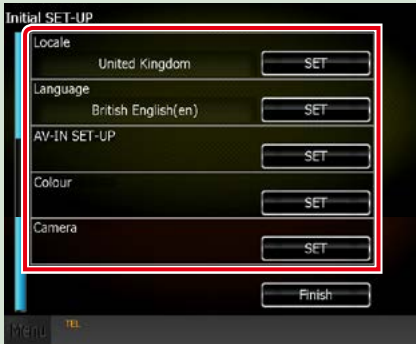 Initial SET-UP
Locale
United Kingdom SET
Language
British English(en) SET
AV-IN SET-UP
SET
Colour
SET
Camera
SET
Finish
Menu TEL